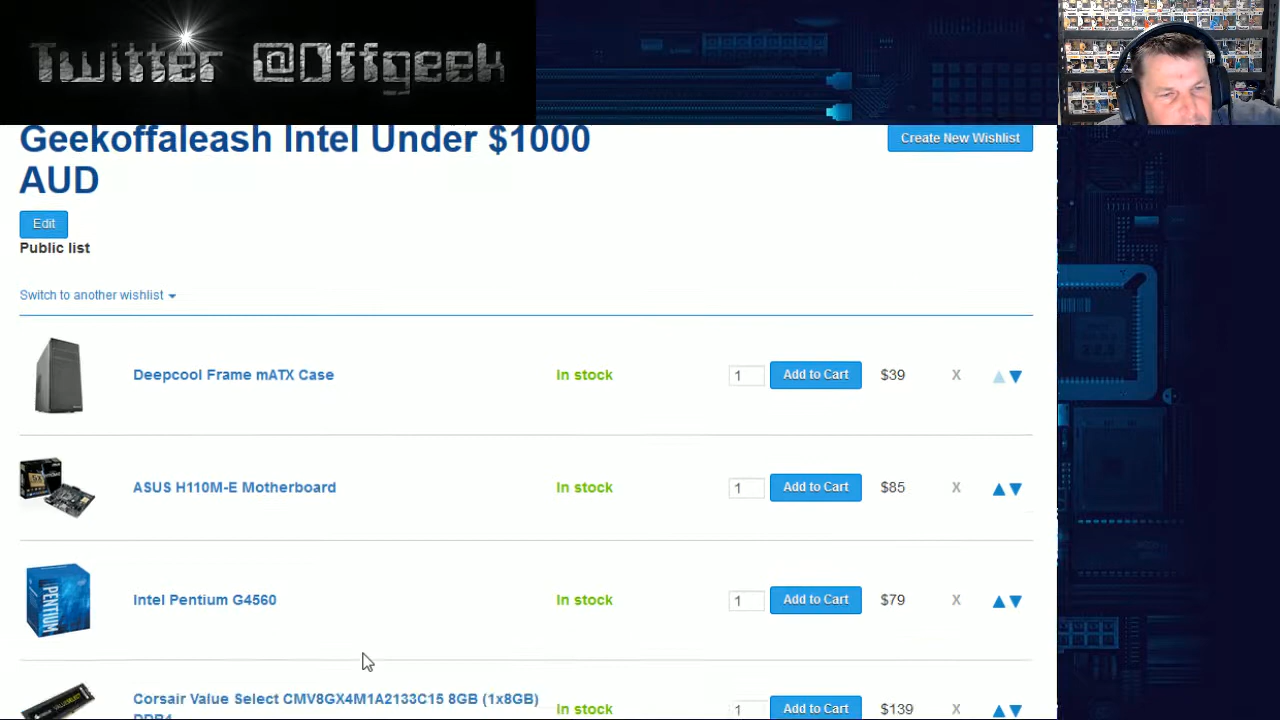 Twitter @Offgeek
Geekoffaleash Intel Under $1000
AUD
Create New Wishlist
Edit
Public list
Switch to another wishlist
Deepcool Frame mATX Case In stock 1 Add to Cart $39 X
ASUS H110M-E Motherboard In stock 1 Add to Cart $85 X
PENTIUM
Intel Pentium G4560 In stock 1 Add to Cart $79 X
Corsair Value Select CMV8GX4M1A2133C15 8GB (1x8GB) In stock 1 Add to Cart $139 X
DDR4